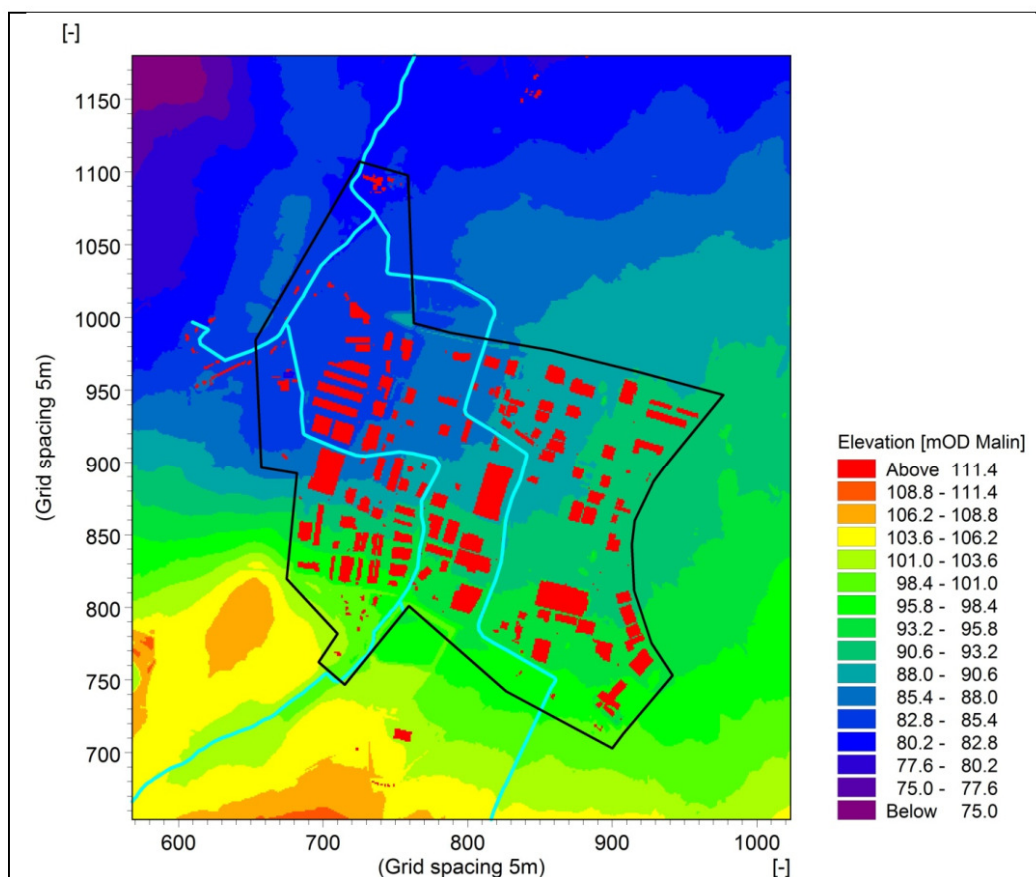 [-]
1150
1100
1050
1000
950
900
850
800
750
700
(Grid spacing 5m)
600 700 800 900 1000
(Grid spacing 5m) [-]
Elevation [mOD Malin]
Above 111.4
108.8 - 111.4
106.2 - 108.8
103.6 - 106.2
101.0 - 103.6
98.4 - 101.0
95.8 - 98.4
93.2 - 95.8
90.6 - 93.2
88.0 - 90.6
85.4 - 88.0
82.8 - 85.4
80.2 - 82.8
77.6 - 80.2
75.0 - 77.6
Below 75.0